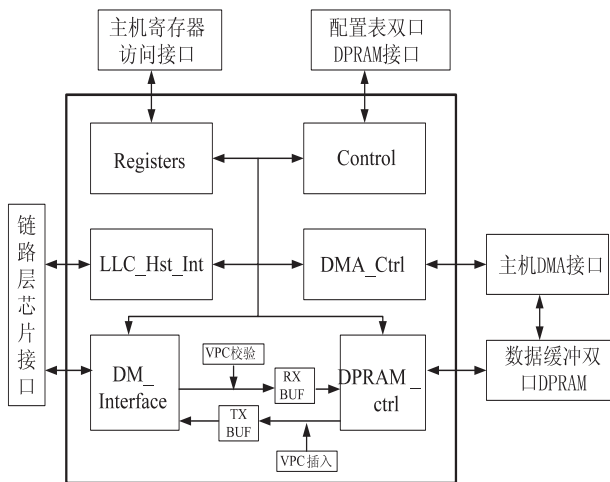 主机寄存器
访问接口
配置表双口
DPRAM接口
Registers
Control
链路层芯片接口
LLC_Hst_Int
DMA_Ctrl
主机DMA接口
DM_
Interface
VPC校验
RX
BUF
DPRAM_
ctrl
TX
BUF
VPC插入
数据缓冲双
口DPRAM